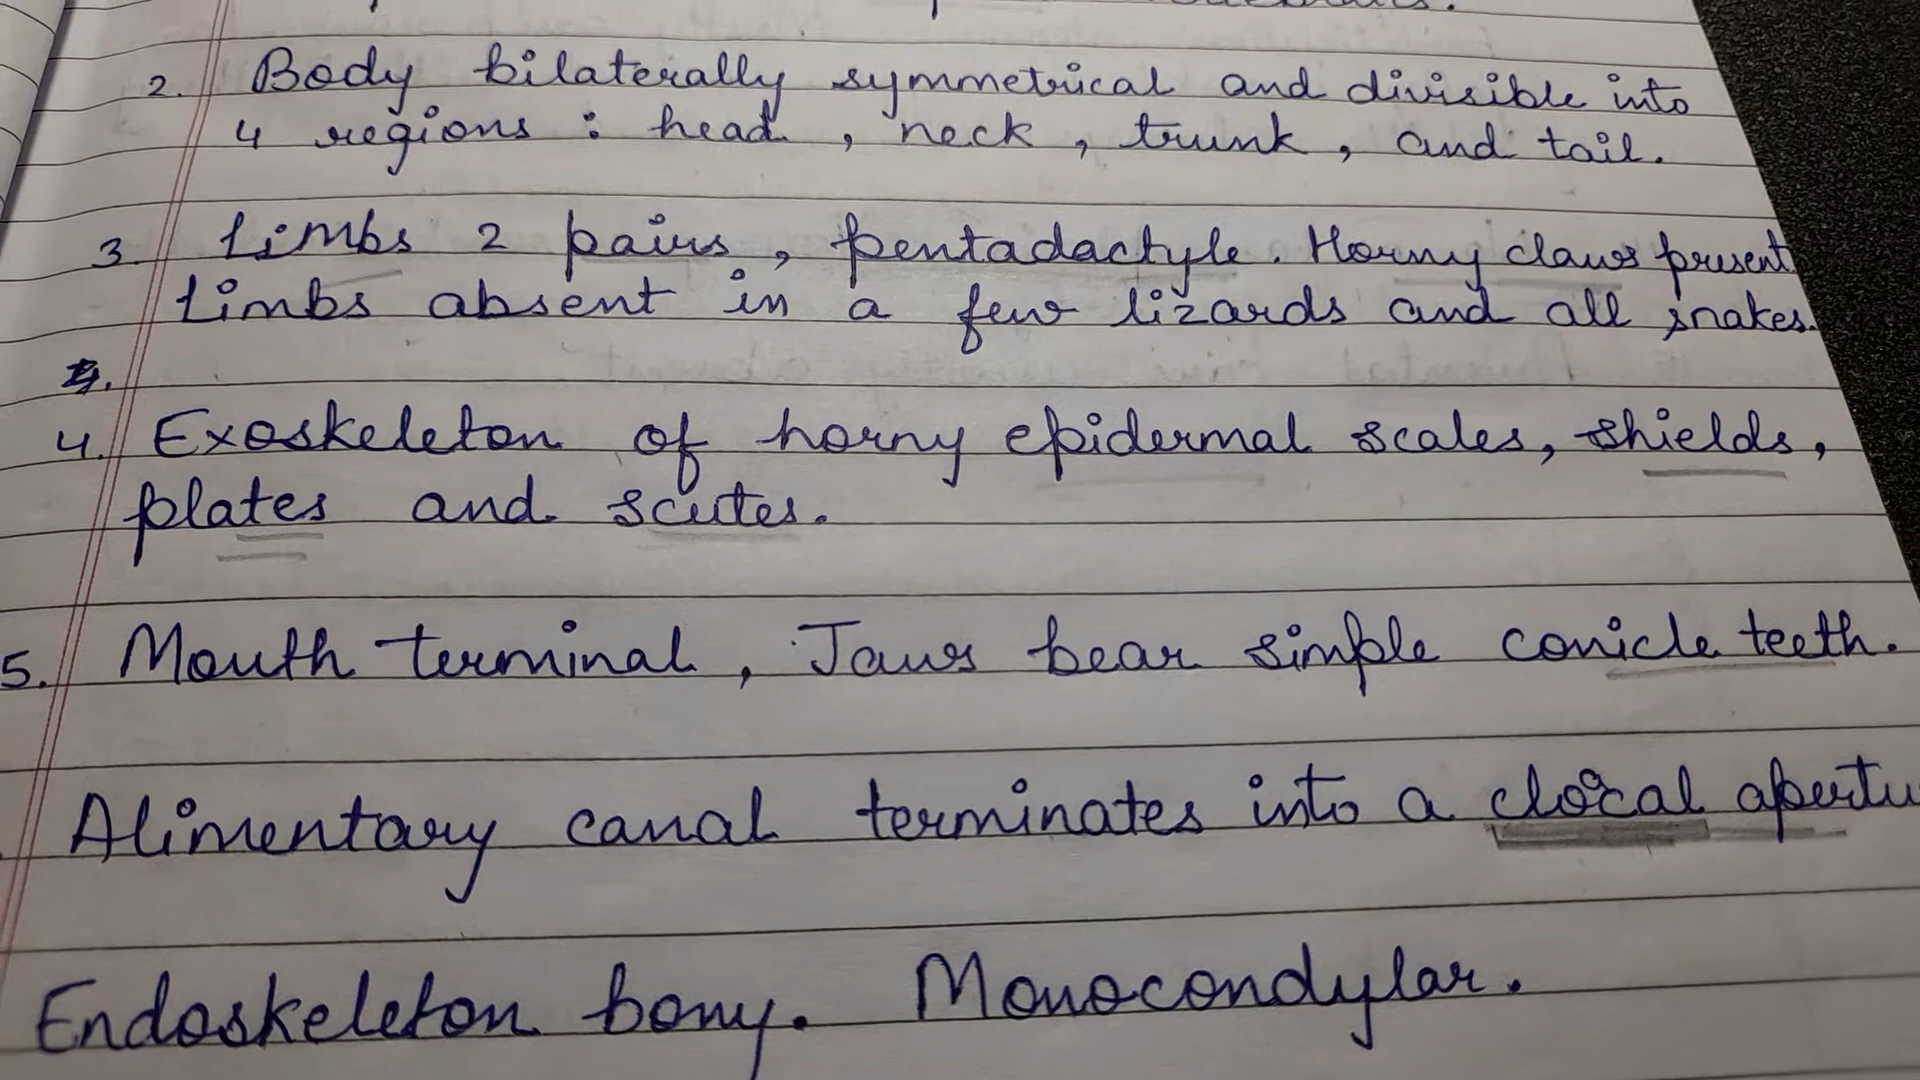 2. Body bilaterally symmetrical and divisible into
4 regions : head , neck , trunk , and tail.
3. Limbs 2 pairs , pentadactyle. Horny claws present.
Limbs absent in a few lizards and all snakes.
4. Exoskeleton of horny epidermal scales, shields,
plates and scutes.
5. Mouth terminal , Jaws bear simple conicle teeth.
Alimentary canal terminates into a clocal apertu
Endoskeleton bony. Monocondylar.